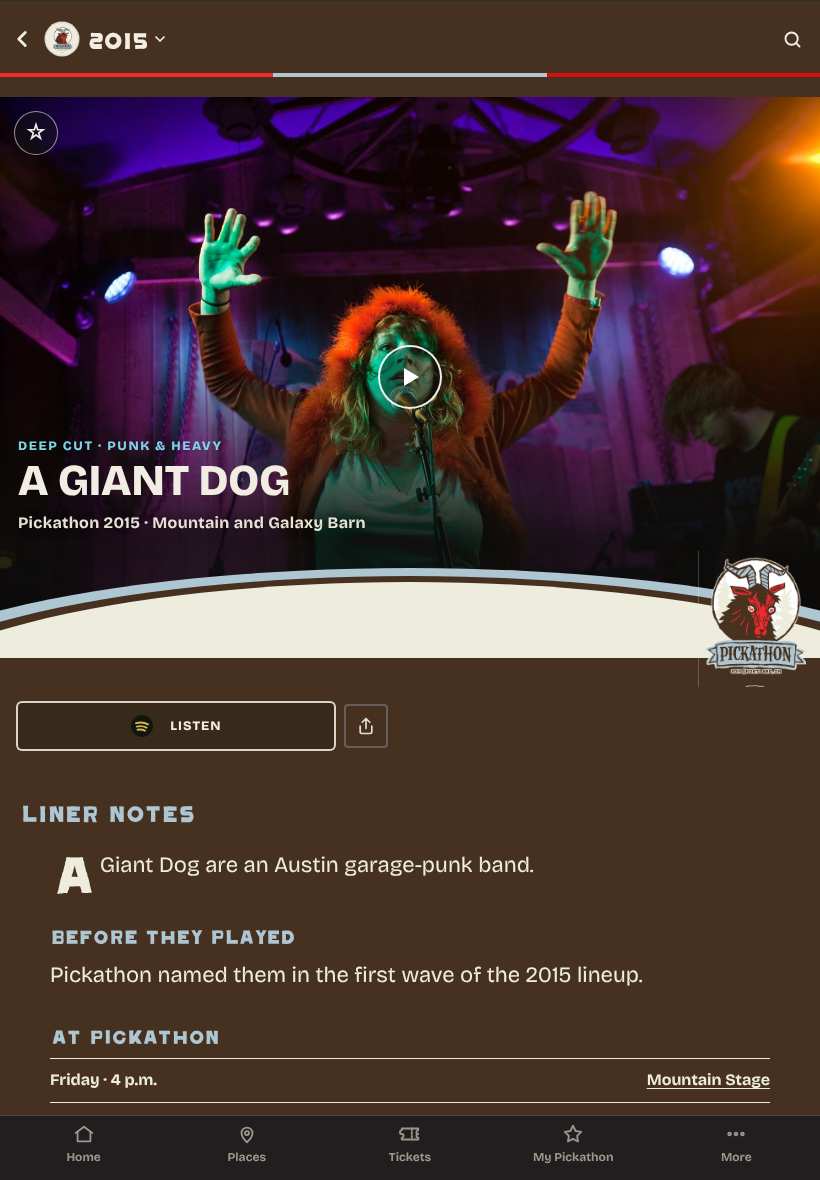 2015
DEEP CUT · PUNK & HEAVY
A GIANT DOG
Pickathon 2015 · Mountain and Galaxy Barn
PICKATHON
LISTEN
LINER NOTES
A Giant Dog are an Austin garage-punk band.
BEFORE THEY PLAYED
Pickathon named them in the first wave of the 2015 lineup.
AT PICKATHON
Friday · 4 p.m.
Mountain Stage
Home
Places
Tickets
My Pickathon
More